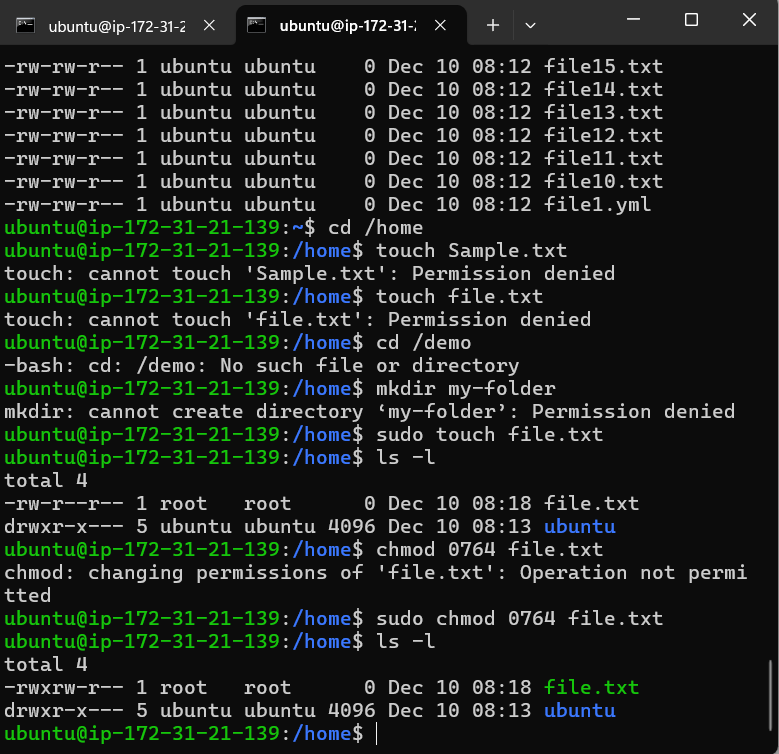 ubuntu@ip-172-31-2 ubuntu@ip-172-31-2
-rw-rw-r-- 1 ubuntu ubuntu    0 Dec 10 08:12 file15.txt
-rw-rw-r-- 1 ubuntu ubuntu    0 Dec 10 08:12 file14.txt
-rw-rw-r-- 1 ubuntu ubuntu    0 Dec 10 08:12 file13.txt
-rw-rw-r-- 1 ubuntu ubuntu    0 Dec 10 08:12 file12.txt
-rw-rw-r-- 1 ubuntu ubuntu    0 Dec 10 08:12 file11.txt
-rw-rw-r-- 1 ubuntu ubuntu    0 Dec 10 08:12 file10.txt
-rw-rw-r-- 1 ubuntu ubuntu    0 Dec 10 08:12 file1.yml
ubuntu@ip-172-31-21-139:~$ cd /home
ubuntu@ip-172-31-21-139:/home$ touch Sample.txt
touch: cannot touch 'Sample.txt': Permission denied
ubuntu@ip-172-31-21-139:/home$ touch file.txt
touch: cannot touch 'file.txt': Permission denied
ubuntu@ip-172-31-21-139:/home$ cd /demo
-bash: cd: /demo: No such file or directory
ubuntu@ip-172-31-21-139:/home$ mkdir my-folder
mkdir: cannot create directory ‘my-folder’: Permission denied
ubuntu@ip-172-31-21-139:/home$ sudo touch file.txt
ubuntu@ip-172-31-21-139:/home$ ls -l
total 4
-rw-r--r-- 1 root   root      0 Dec 10 08:18 file.txt
drwxr-x--- 5 ubuntu ubuntu 4096 Dec 10 08:13 ubuntu
ubuntu@ip-172-31-21-139:/home$ chmod 0764 file.txt
chmod: changing permissions of 'file.txt': Operation not permi
tted
ubuntu@ip-172-31-21-139:/home$ sudo chmod 0764 file.txt
ubuntu@ip-172-31-21-139:/home$ ls -l
total 4
-rwxrw-r-- 1 root   root      0 Dec 10 08:18 file.txt
drwxr-x--- 5 ubuntu ubuntu 4096 Dec 10 08:13 ubuntu
ubuntu@ip-172-31-21-139:/home$